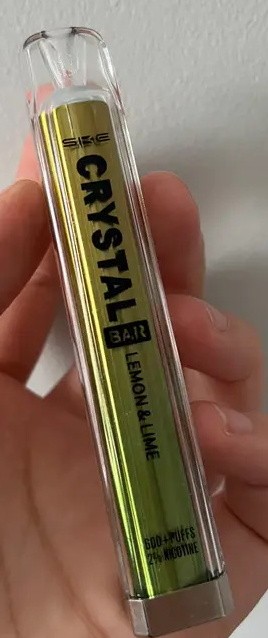 SKE
CRYSTAL
BAR
LEMON & LIME
600+PUFFS
2% NICOTINE